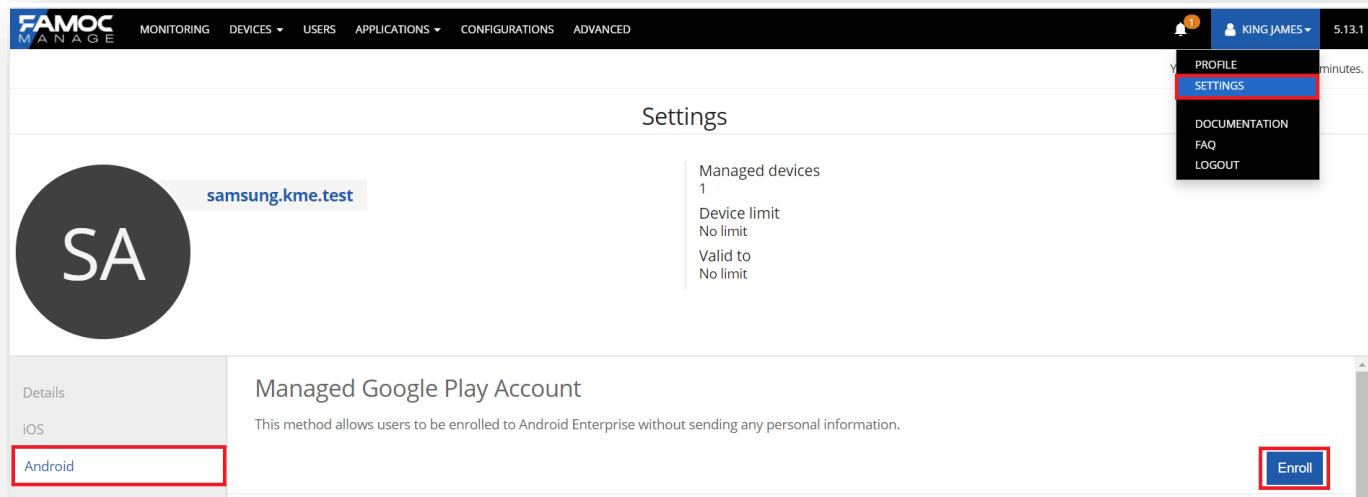 FAMOC
MANAGE
MONITORING DEVICES USERS APPLICATIONS CONFIGURATIONS ADVANCED
1
KING JAMES
5.13.1
Y
minutes.
PROFILE
SETTINGS
DOCUMENTATION
FAQ
LOGOUT
Settings
SA
samsung.kme.test
Managed devices
1
Device limit
No limit
Valid to
No limit
Details
iOS
Android
Managed Google Play Account
This method allows users to be enrolled to Android Enterprise without sending any personal information.
Enroll